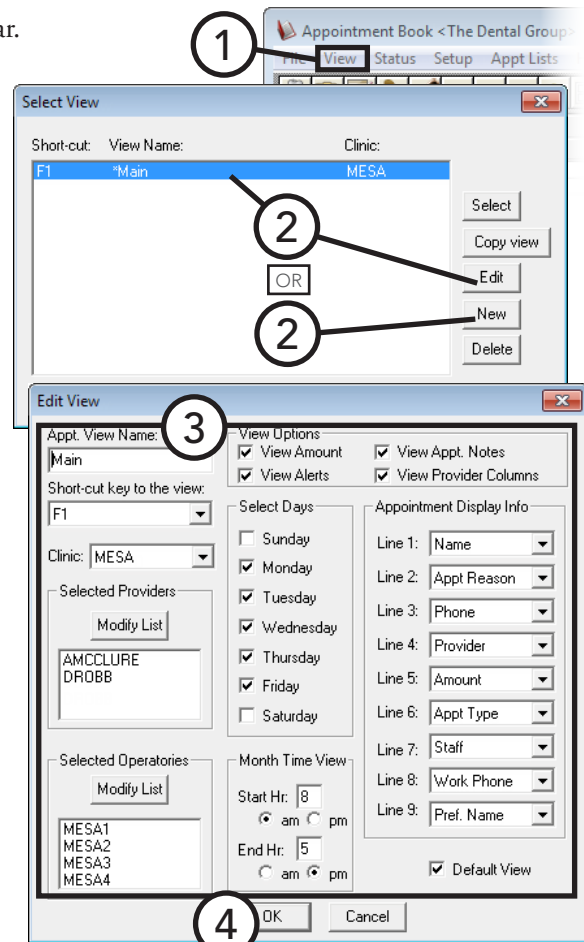 ar.
1
Appointment Book <The Dental Group>
File View Status Setup Appt Lists
Select View
Short-cut: View Name: Clinic:
F1 *Main MESA
Select
2
Copy view
OR
Edit
2
New
Delete
Edit View
3
Appt. View Name:
Main
Short-cut key to the view:
F1
Clinic: MESA
Selected Providers
Modify List
AMCCLURE
DROBB
Selected Operatories
Modify List
MESA1
MESA2
MESA3
MESA4
View Options
View Amount View Appt. Notes
View Alerts View Provider Columns
Select Days
Sunday
Monday
Tuesday
Wednesday
Thursday
Friday
Saturday
Month Time View
Start Hr: 8
am pm
End Hr: 5
am pm
Appointment Display Info
Line 1: Name
Line 2: Appt Reason
Line 3: Phone
Line 4: Provider
Line 5: Amount
Line 6: Appt Type
Line 7: Staff
Line 8: Work Phone
Line 9: Pref. Name
Default View
4
OK Cancel